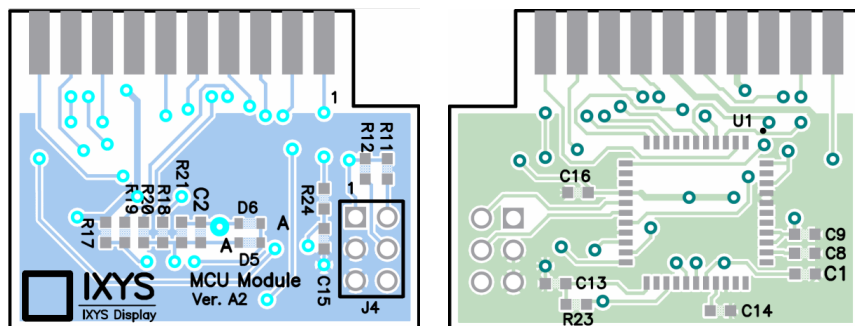 1
R12
R11
1
R21
C2
R19
R20
R18
R24
D6
A
R17
A
D5
IXYS
IXYS Display
MCU Module
Ver. A2
C15
J4
U1
C16
C9
C8
C13
C1
R23
C14